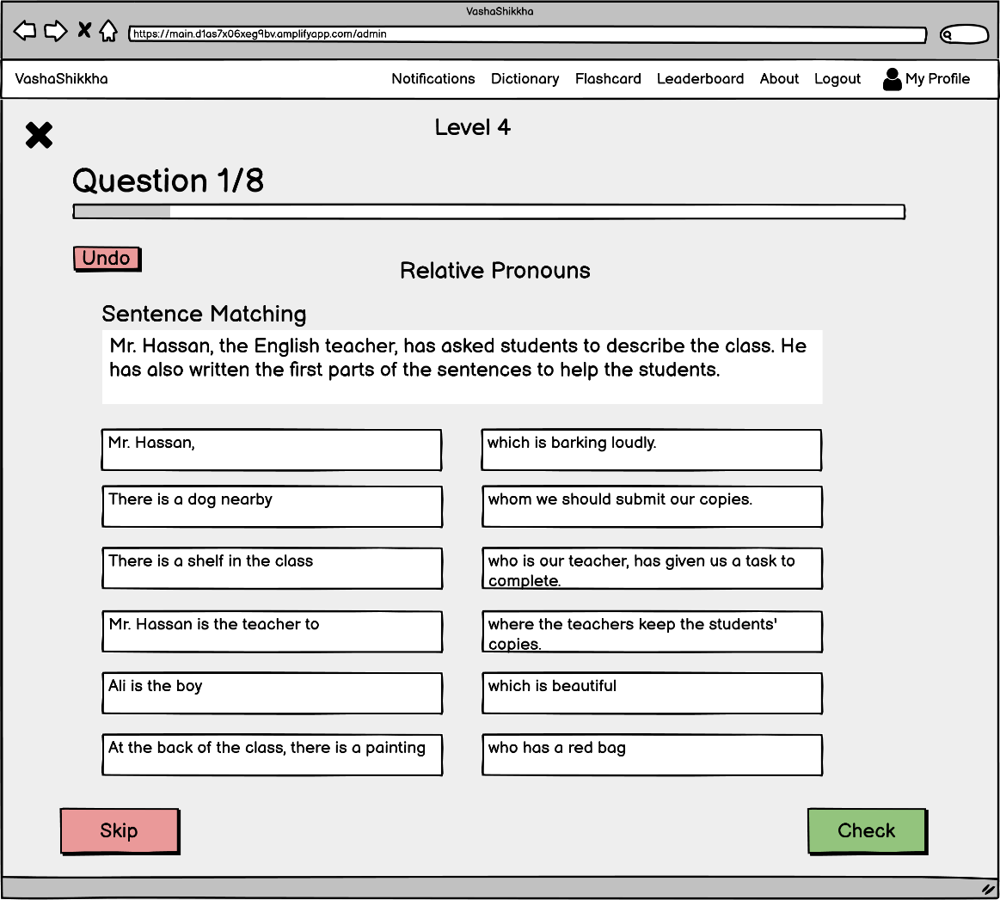 VashaShikkha
https://main.d1as7x06xeg9bv.amplifyapp.com/admin
VashaShikkha Notifications Dictionary Flashcard Leaderboard About Logout My Profile
Level 4
Question 1/8
Undo
Relative Pronouns
Sentence Matching
Mr. Hassan, the English teacher, has asked students to describe the class. He
has also written the first parts of the sentences to help the students.
Mr. Hassan,
which is barking loudly.
There is a dog nearby
whom we should submit our copies.
There is a shelf in the class
who is our teacher, has given us a task to
complete.
Mr. Hassan is the teacher to
where the teachers keep the students'
copies.
Ali is the boy
which is beautiful
At the back of the class, there is a painting
who has a red bag
Skip
Check